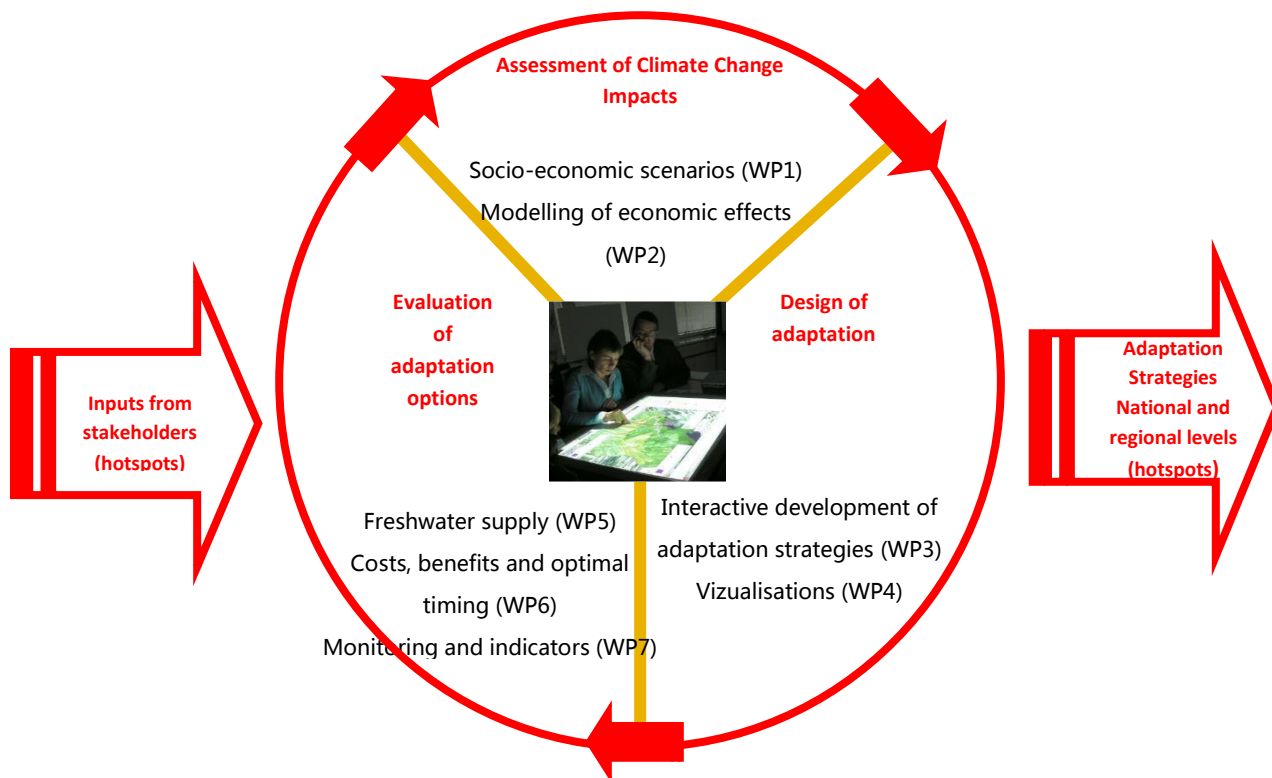 Assessment of Climate Change
Impacts
Socio-economic scenarios (WP1)
Modelling of economic effects
(WP2)
Evaluation
of
adaptation
options
Design of
adaptation
Inputs from
stakeholders
(hotspots)
Adaptation
Strategies
National and
regional levels
(hotspots)
Freshwater supply (WP5)
Costs, benefits and optimal
timing (WP6)
Monitoring and indicators (WP7)
Interactive development of
adaptation strategies (WP3)
Vizualisations (WP4)